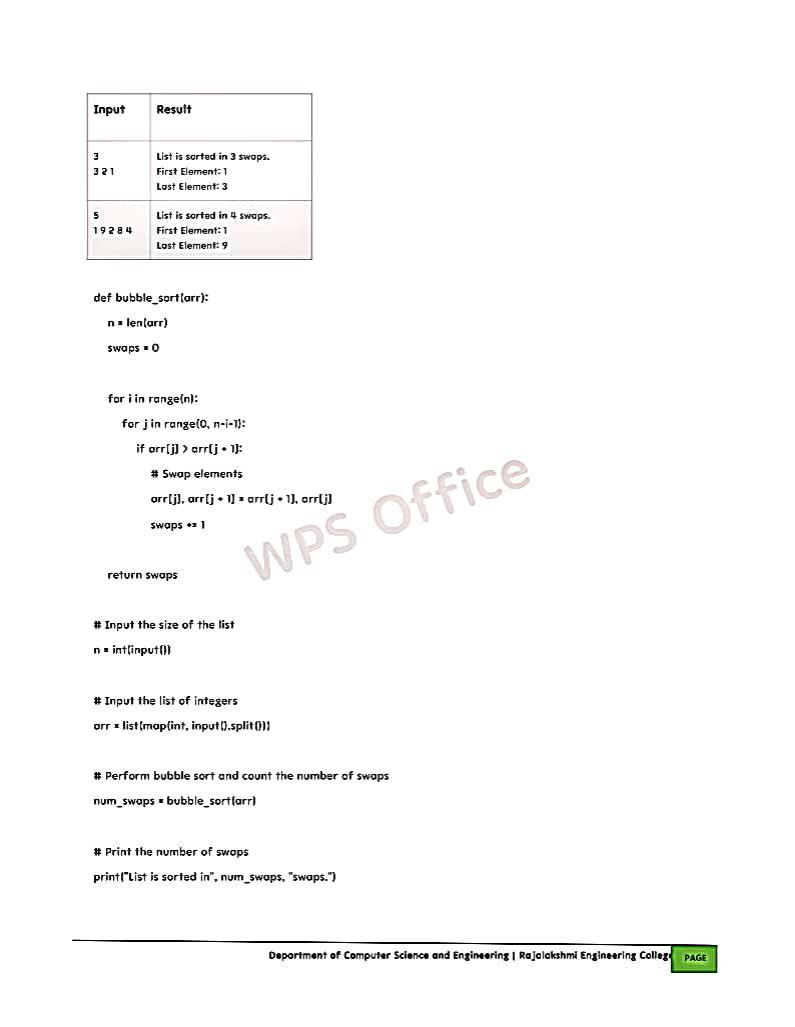 Input Result
3 List is sorted in 3 swaps.
3 2 1 First Element: 1
Last Element: 3
5 List is sorted in 4 swaps.
1 9 2 8 4 First Element: 1
Last Element: 9
def bubble_sort(arr):
n = len(arr)
swaps = 0
for i in range(n):
for j in range(0, n-i-1):
if arr[j] > arr[j + 1]:
# Swap elements
arr[j], arr[j + 1] = arr[j + 1], arr[j]
swaps += 1
WPS Office
return swaps
# Input the size of the list
n = int(input())
# Input the list of integers
arr = list(map(int, input().split()))
# Perform bubble sort and count the number of swaps
num_swaps = bubble_sort(arr)
# Print the number of swaps
print("List is sorted in", num_swaps, "swaps.")
Department of Computer Science and Engineering | Rajalakshmi Engineering College PAGE